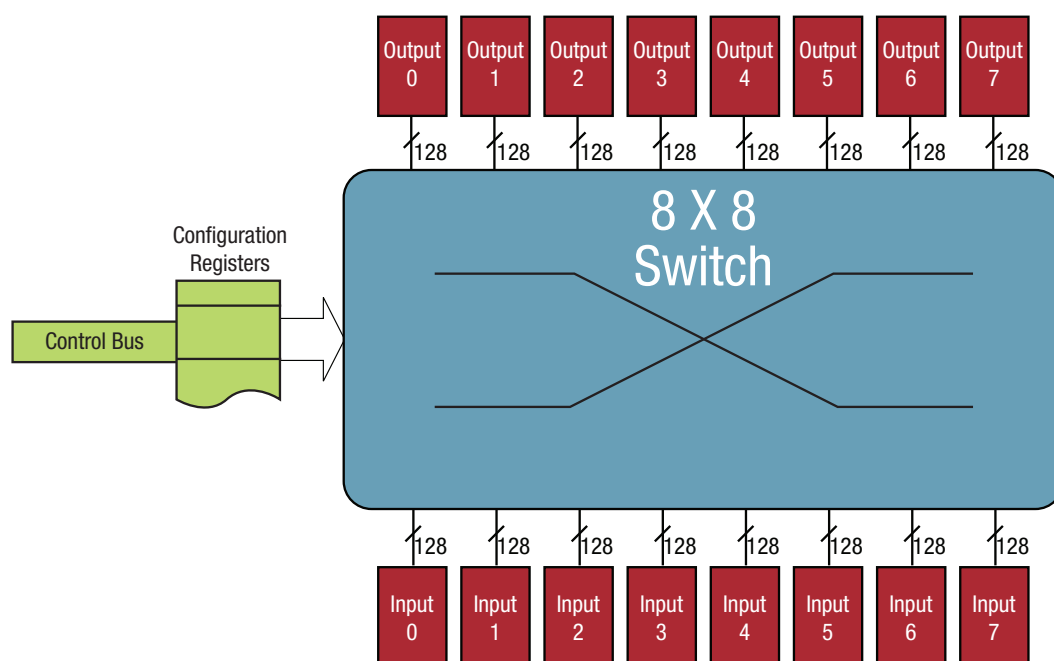 Output 0
Output 1
Output 2
Output 3
Output 4
Output 5
Output 6
Output 7
128 128 128 128 128 128 128 128
8 X 8
Switch
Configuration
Registers
Control Bus
128 128 128 128 128 128 128 128
Input 0
Input 1
Input 2
Input 3
Input 4
Input 5
Input 6
Input 7